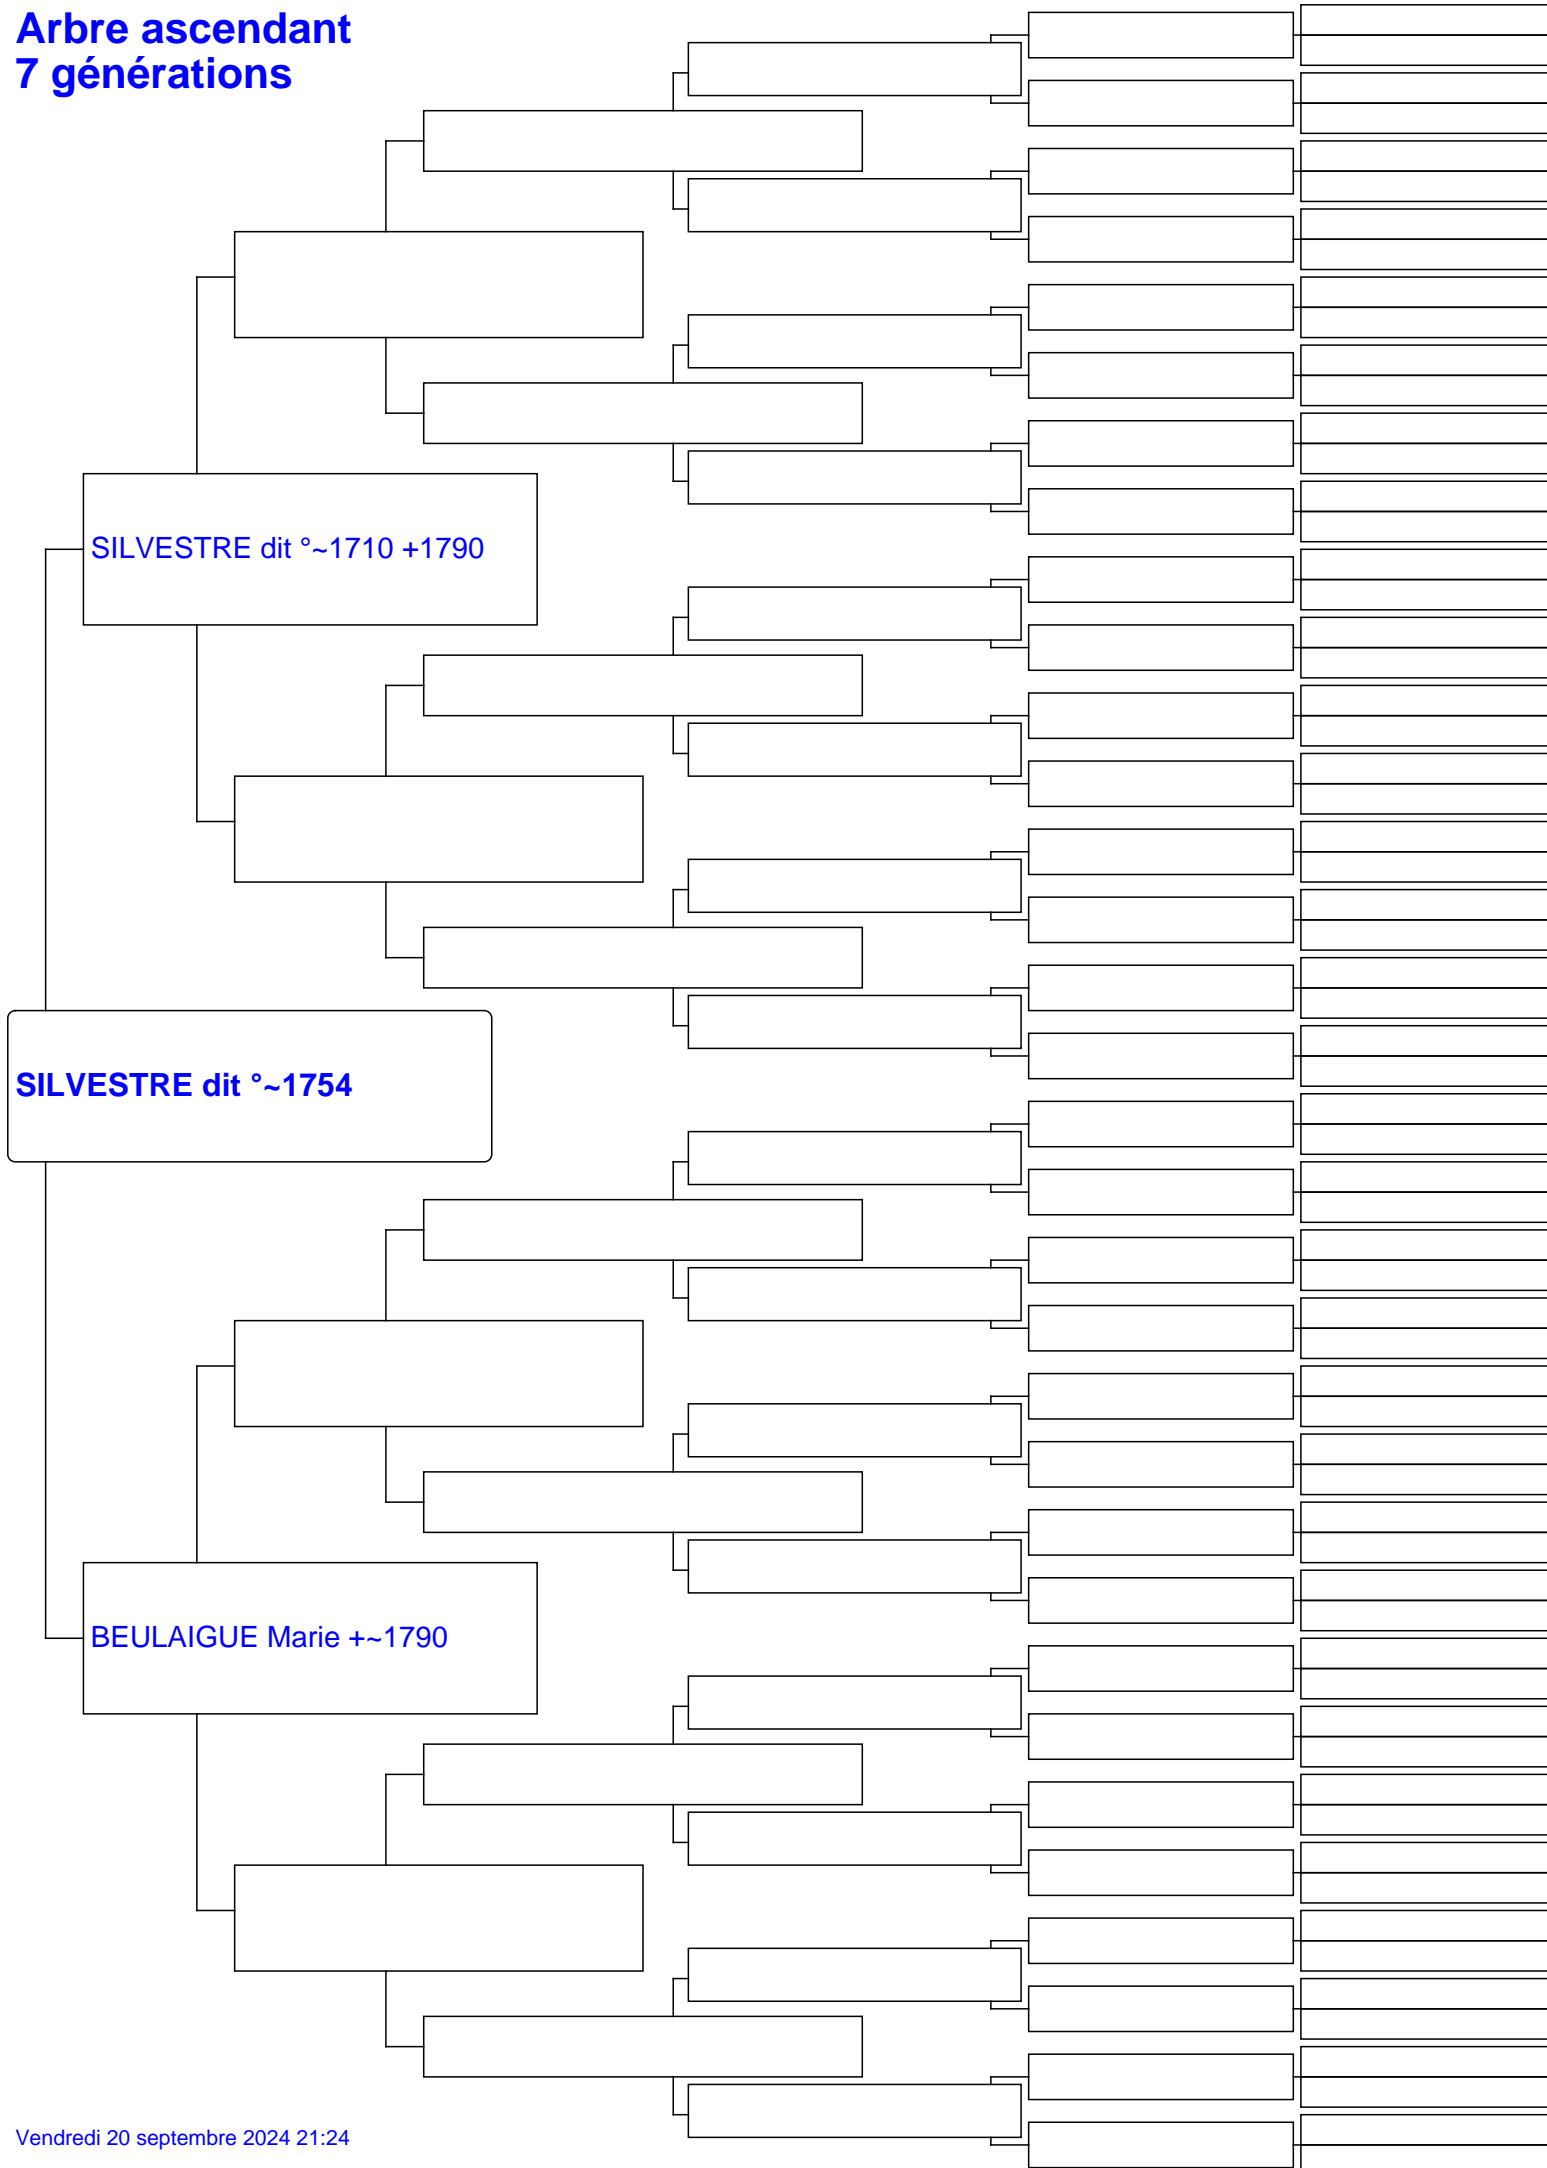 Arbre ascendant
7 générations
SILVESTRE dit °~1710 +1790
SILVESTRE dit °~1754
BEULAIGUE Marie +~1790
Vendredi 20 septembre 2024 21:24